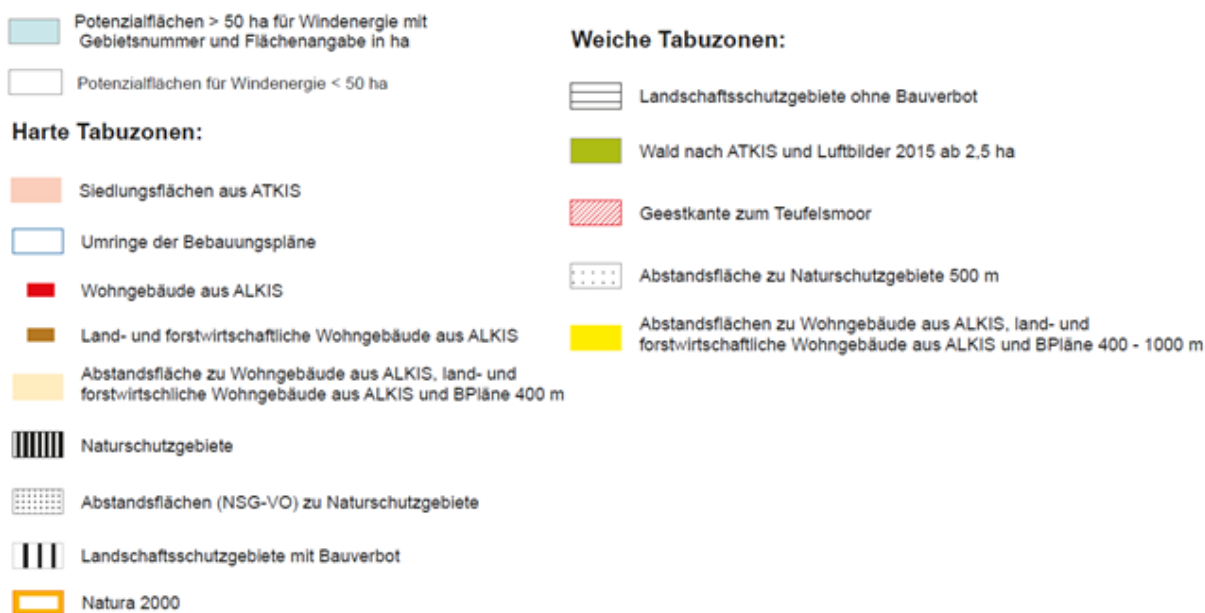 Potenzialflächen > 50 ha für Windenergie mit
Gebietsnummer und Flächenangabe in ha
Potenzialflächen für Windenergie < 50 ha
Harte Tabuzonen:
Siedlungsflächen aus ATKIS
Umringe der Bebauungspläne
Wohngebäude aus ALKIS
Land- und forstwirtschaftliche Wohngebäude aus ALKIS
Abstandsfläche zu Wohngebäude aus ALKIS, land- und
forstwirtschliche Wohngebäude aus ALKIS und BPläne 400 m
Naturschutzgebiete
Abstandsflächen (NSG-VO) zu Naturschutzgebiete
Landschaftsschutzgebiete mit Bauverbot
Natura 2000
Weiche Tabuzonen:
Landschaftsschutzgebiete ohne Bauverbot
Wald nach ATKIS und Luftbilder 2015 ab 2,5 ha
Geestkante zum Teufelsmoor
Abstandsfläche zu Naturschutzgebiete 500 m
Abstandsflächen zu Wohngebäude aus ALKIS, land- und
forstwirtschaftliche Wohngebäude aus ALKIS und BPläne 400 - 1000 m